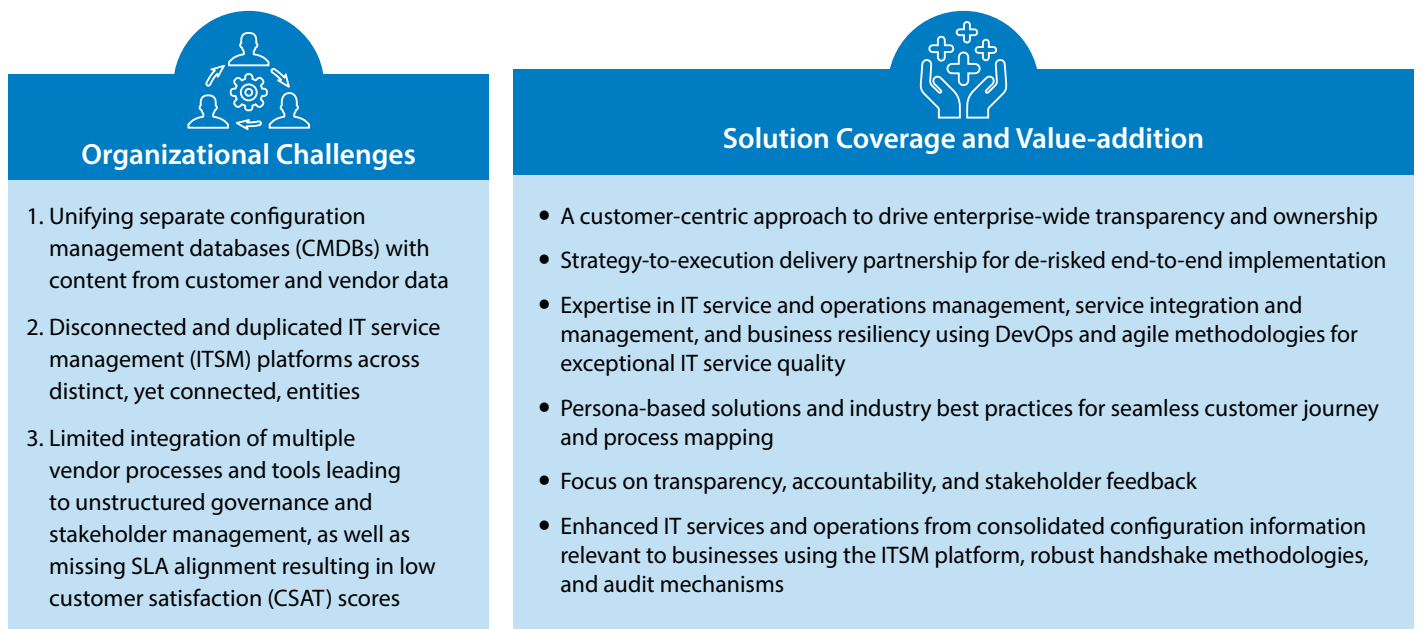 Organizational Challenges
1. Unifying separate configuration
management databases (CMDBs) with
content from customer and vendor data
2. Disconnected and duplicated IT service
management (ITSM) platforms across
distinct, yet connected, entities
3. Limited integration of multiple
vendor processes and tools leading
to unstructured governance and
stakeholder management, as well as
missing SLA alignment resulting in low
customer satisfaction (CSAT) scores
Solution Coverage and Value-addition
• A customer-centric approach to drive enterprise-wide transparency and ownership
• Strategy-to-execution delivery partnership for de-risked end-to-end implementation
• Expertise in IT service and operations management, service integration and
management, and business resiliency using DevOps and agile methodologies for
exceptional IT service quality
• Persona-based solutions and industry best practices for seamless customer journey
and process mapping
• Focus on transparency, accountability, and stakeholder feedback
• Enhanced IT services and operations from consolidated configuration information
relevant to businesses using the ITSM platform, robust handshake methodologies,
and audit mechanisms